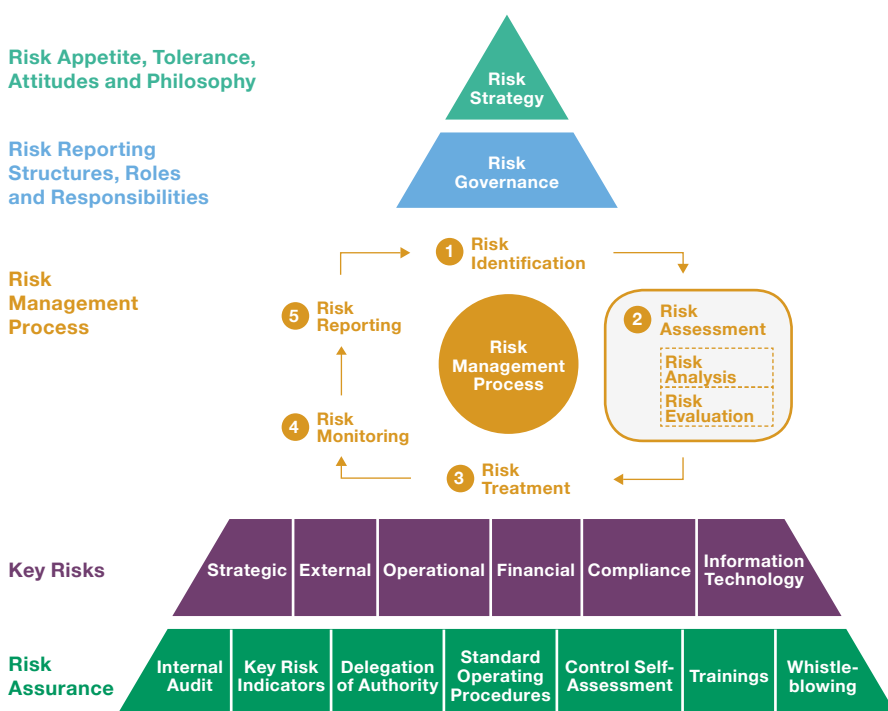 Risk Appetite, Tolerance,
Attitudes and Philosophy
Risk
Strategy
Risk Reporting
Structures, Roles
and Responsibilities
Risk
Governance
Risk
Management
Process
1 Risk
Identification
2 Risk
Assessment
Risk
Analysis
Risk
Evaluation
3 Risk
Treatment
4 Risk
Monitoring
5 Risk
Reporting
Risk
Management
Process
Key Risks
Strategic
External
Operational
Financial
Compliance
Information
Technology
Risk
Assurance
Internal
Audit
Key Risk
Indicators
Delegation
of Authority
Standard
Operating
Procedures
Control Self-
Assessment
Trainings
Whistle-
blowing